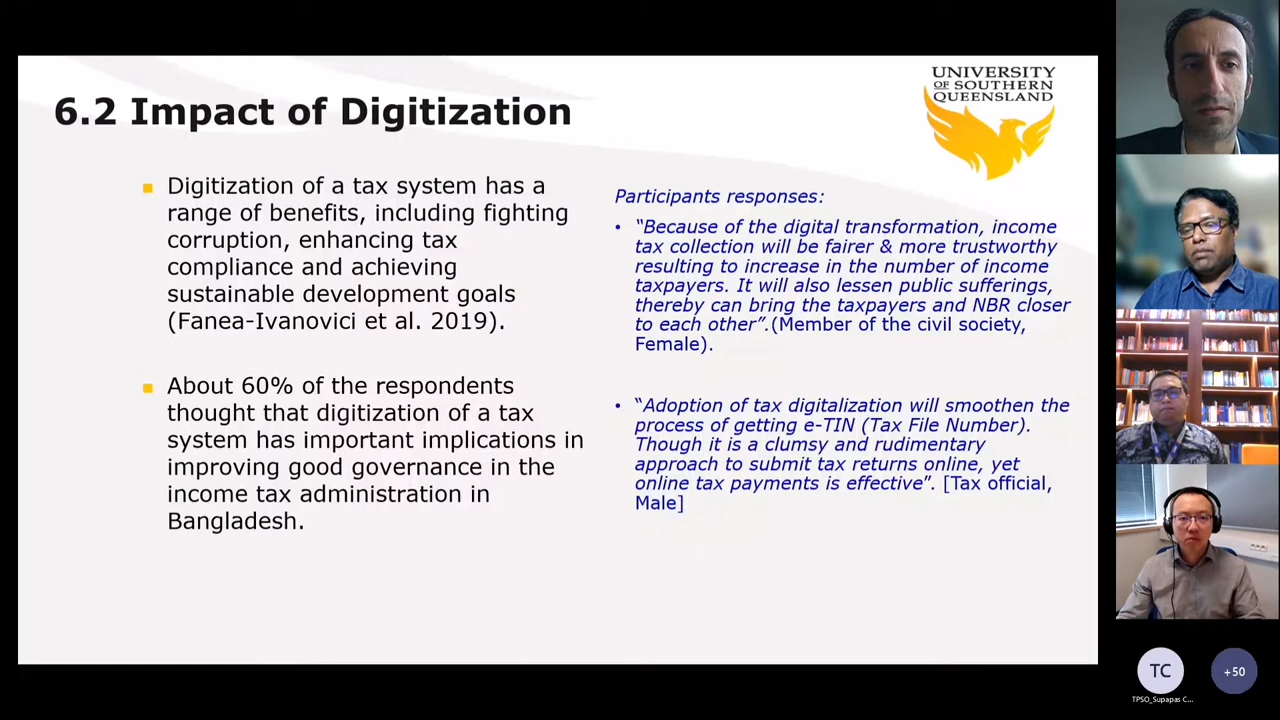 6.2 Impact of Digitization
UNIVERSITY
OF SOUTHERN
QUEENSLAND
Digitization of a tax system has a
range of benefits, including fighting
corruption, enhancing tax
compliance and achieving
sustainable development goals
(Fanea-Ivanovici et al. 2019).
About 60% of the respondents
thought that digitization of a tax
system has important implications in
improving good governance in the
income tax administration in
Bangladesh.
Participants responses:
“Because of the digital transformation, income
tax collection will be fairer & more trustworthy
resulting to increase in the number of income
taxpayers. It will also lessen public sufferings,
thereby can bring the taxpayers and NBR closer
to each other”.(Member of the civil society,
Female).
“Adoption of tax digitalization will smoothen the
process of getting e-TIN (Tax File Number).
Though it is a clumsy and rudimentary
approach to submit tax returns online, yet
online tax payments is effective”. [Tax official,
Male]
TC
+50
TPSO_Supapas C...